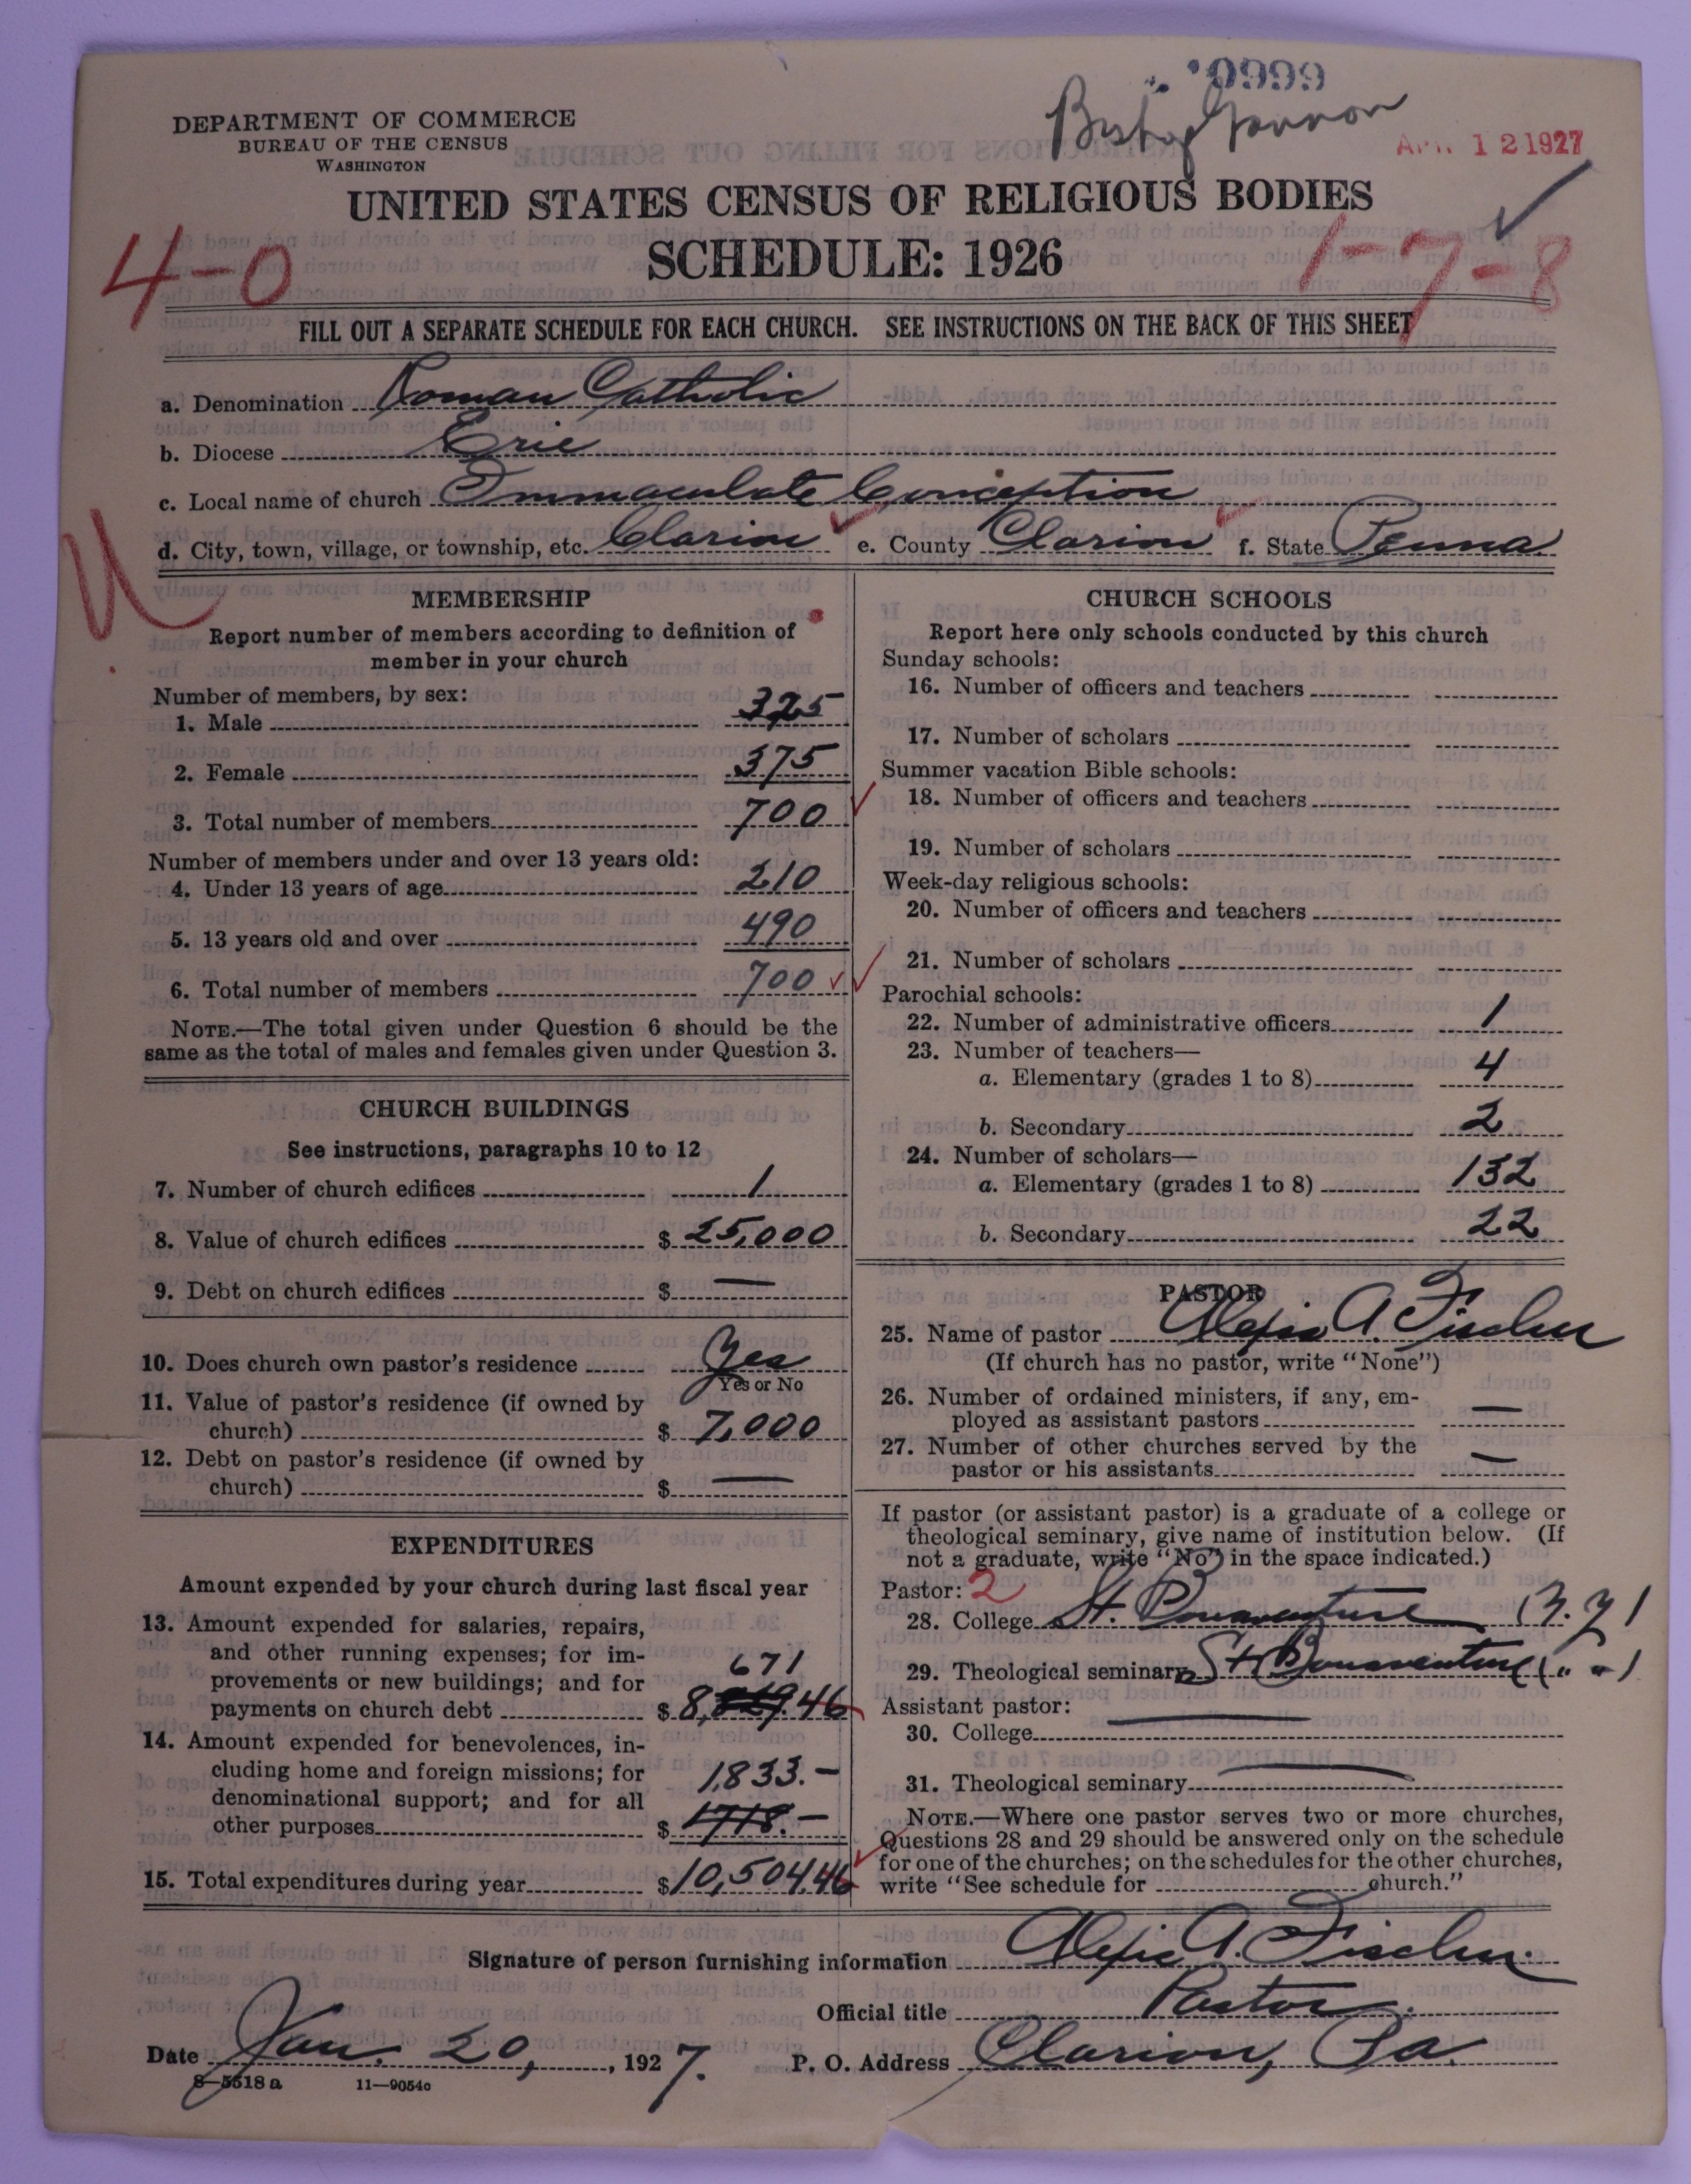 0999
Bishop Gannon
APR 12 1927
DEPARTMENT OF COMMERCE
BUREAU OF THE CENSUS
WASHINGTON
UNITED STATES CENSUS OF RELIGIOUS BODIES
SCHEDULE: 1926
4-0
1-7-8
FILL OUT A SEPARATE SCHEDULE FOR EACH CHURCH. SEE INSTRUCTIONS ON THE BACK OF THIS SHEET
a. Denomination Roman Catholic
b. Diocese Erie
c. Local name of church Immaculate Conception
d. City, town, village, or township, etc. Clarion e. County Clarion f. State Penna
MEMBERSHIP
Report number of members according to definition of
member in your church
Number of members, by sex:
1. Male 325
2. Female 375
3. Total number of members 700
Number of members under and over 13 years old:
4. Under 13 years of age 210
5. 13 years old and over 490
6. Total number of members 700
NOTE.—The total given under Question 6 should be the
same as the total of males and females given under Question 3.
CHURCH BUILDINGS
See instructions, paragraphs 10 to 12
7. Number of church edifices 1
8. Value of church edifices $ 25,000
9. Debt on church edifices $ —
10. Does church own pastor's residence Yes
Yes or No
11. Value of pastor's residence (if owned by
church) $ 7,000
12. Debt on pastor's residence (if owned by
church) $ —
EXPENDITURES
Amount expended by your church during last fiscal year
13. Amount expended for salaries, repairs,
and other running expenses; for im-
provements or new buildings; and for 671
payments on church debt $ 8, .46
14. Amount expended for benevolences, in-
cluding home and foreign missions; for 1,833.—
denominational support; and for all
other purposes $ 1718.—
15. Total expenditures during year $10,504.46
CHURCH SCHOOLS
Report here only schools conducted by this church
Sunday schools:
16. Number of officers and teachers
17. Number of scholars
Summer vacation Bible schools:
18. Number of officers and teachers
19. Number of scholars
Week-day religious schools:
20. Number of officers and teachers
21. Number of scholars
Parochial schools:
22. Number of administrative officers 1
23. Number of teachers—
a. Elementary (grades 1 to 8) 4
b. Secondary 2
24. Number of scholars—
a. Elementary (grades 1 to 8) 132
b. Secondary 22
PASTOR
25. Name of pastor Alexis A. Fischer
(If church has no pastor, write "None")
26. Number of ordained ministers, if any, em-
ployed as assistant pastors —
27. Number of other churches served by the
pastor or his assistants —
If pastor (or assistant pastor) is a graduate of a college or
theological seminary, give name of institution below. (If
not a graduate, write "No" in the space indicated.)
Pastor: 2
28. College St. Bonaventure (N.Y)
29. Theological seminary St Bonaventure (" ")
Assistant pastor:
30. College
31. Theological seminary
NOTE.—Where one pastor serves two or more churches,
Questions 28 and 29 should be answered only on the schedule
for one of the churches; on the schedules for the other churches,
write "See schedule for church."
Signature of person furnishing information Alexis A. Fischer.
Official title Pastor.
Date Jan. 20, , 1927. P. O. Address Clarion, Pa.
8—5518 a 11—9054c